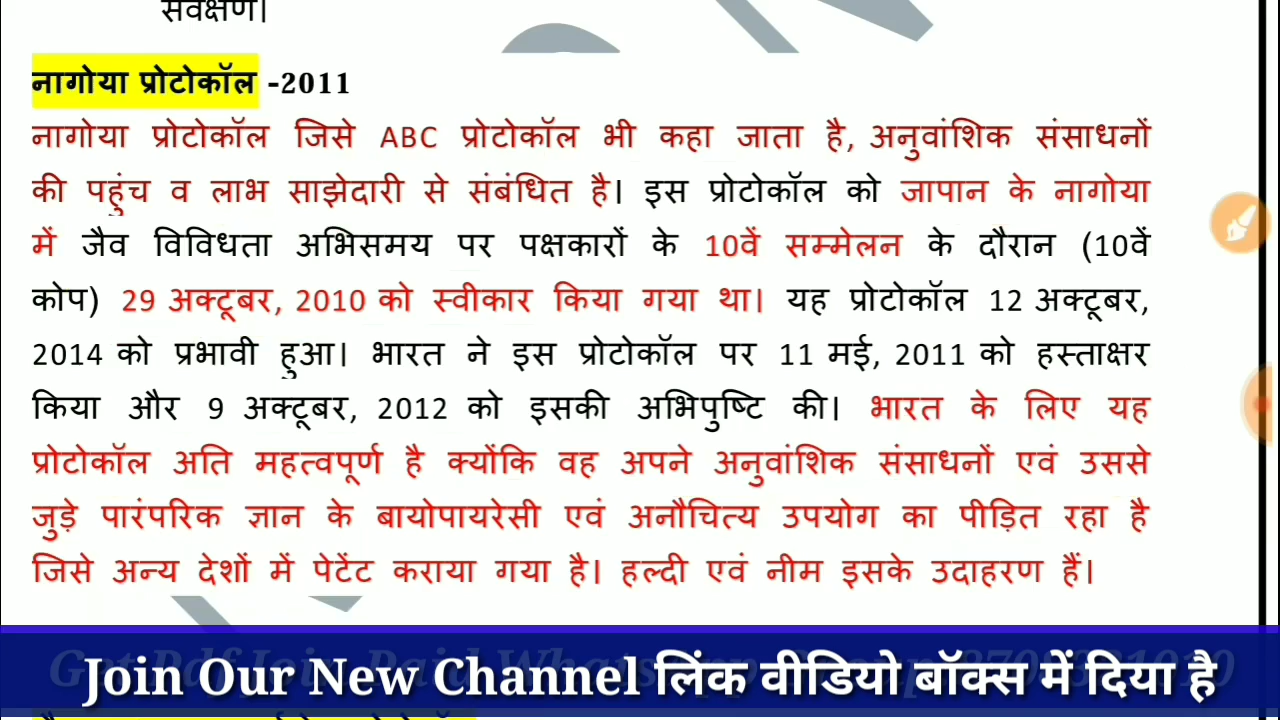 सर्वेक्षण।
नागोया प्रोटोकॉल -2011
नागोया प्रोटोकॉल जिसे ABC प्रोटोकॉल भी कहा जाता है, अनुवांशिक संसाधनों
की पहुंच व लाभ साझेदारी से संबंधित है। इस प्रोटोकॉल को जापान के नागोया
में जैव विविधता अभिसमय पर पक्षकारों के 10वें सम्मेलन के दौरान (10वें
कोप) 29 अक्टूबर, 2010 को स्वीकार किया गया था। यह प्रोटोकॉल 12 अक्टूबर,
2014 को प्रभावी हुआ। भारत ने इस प्रोटोकॉल पर 11 मई, 2011 को हस्ताक्षर
किया और 9 अक्टूबर, 2012 को इसकी अभिपुष्टि की। भारत के लिए यह
प्रोटोकॉल अति महत्वपूर्ण है क्योंकि वह अपने अनुवांशिक संसाधनों एवं उससे
जुड़े पारंपरिक ज्ञान के बायोपायरेसी एवं अनौचित्य उपयोग का पीड़ित रहा है
जिसे अन्य देशों में पेटेंट कराया गया है। हल्दी एवं नीम इसके उदाहरण हैं।
Join Our New Channel लिंक वीडियो बॉक्स में दिया है